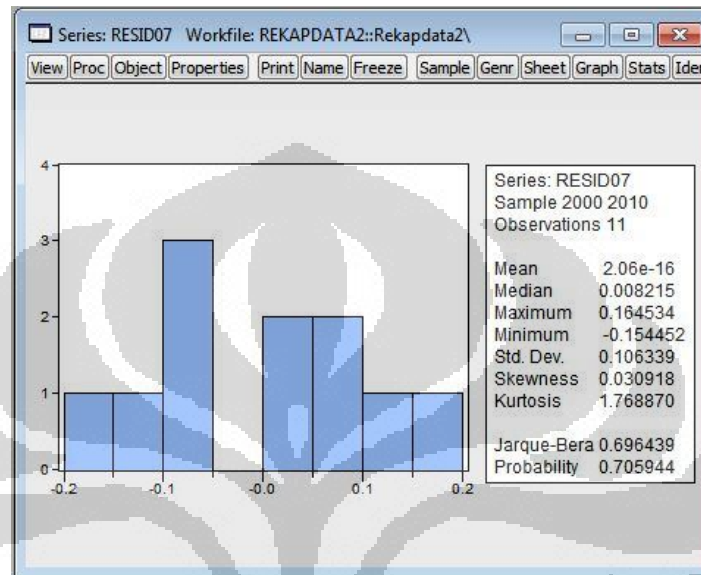 Series: RESID07 Workfile: REKAPDATA2::Rekapdata2\
View Proc Object Properties Print Name Freeze Sample Genr Sheet Graph Stats Iden
4
3
2
1
0
-0.2 -0.1 -0.0 0.1 0.2
Series: RESID07
Sample 2000 2010
Observations 11
Mean 2.06e-16
Median 0.008215
Maximum 0.164534
Minimum -0.154452
Std. Dev. 0.106339
Skewness 0.030918
Kurtosis 1.768870
Jarque-Bera 0.696439
Probability 0.705944